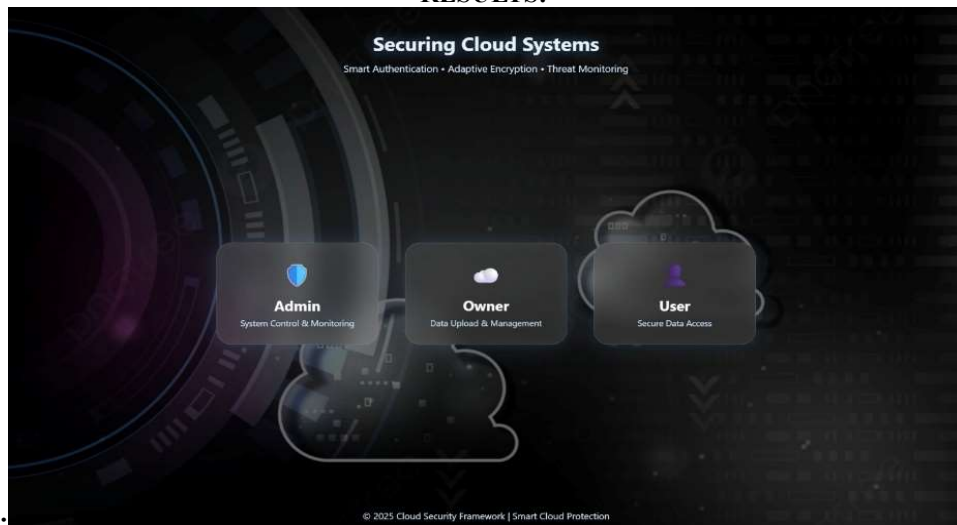 RESULTS:
Securing Cloud Systems
Smart Authentication • Adaptive Encryption • Threat Monitoring
Admin
System Control & Monitoring
Owner
Data Upload & Management
User
Secure Data Access
© 2025 Cloud Security Framework | Smart Cloud Protection